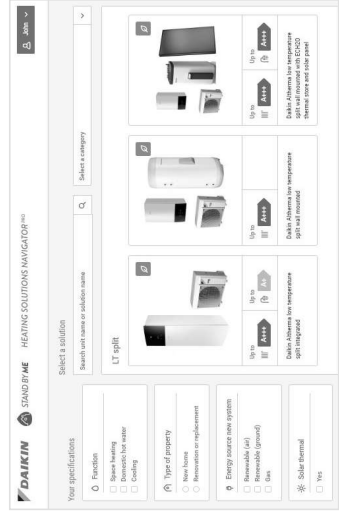 DAIKIN
STAND BY ME
HEATING SOLUTIONS NAVIGATOR PRO
John
Your specifications
Function
Space heating
Domestic hot water
Cooling
Type of property
New home
Renovation or replacement
Energy source new system
Renewable (air)
Renewable (ground)
Gas
Solar thermal
Yes
Select a solution
Search unit name or solution name
Select a category
LT split
Up to
A+++
Up to
A+
Daikin Altherma low temperature
split integrated
Up to
A+++
Daikin Altherma low temperature
split wall mounted
Up to
A+++
Up to
A+++
Daikin Altherma low temperature
split wall mounted with ECH2O
thermal store and solar panel